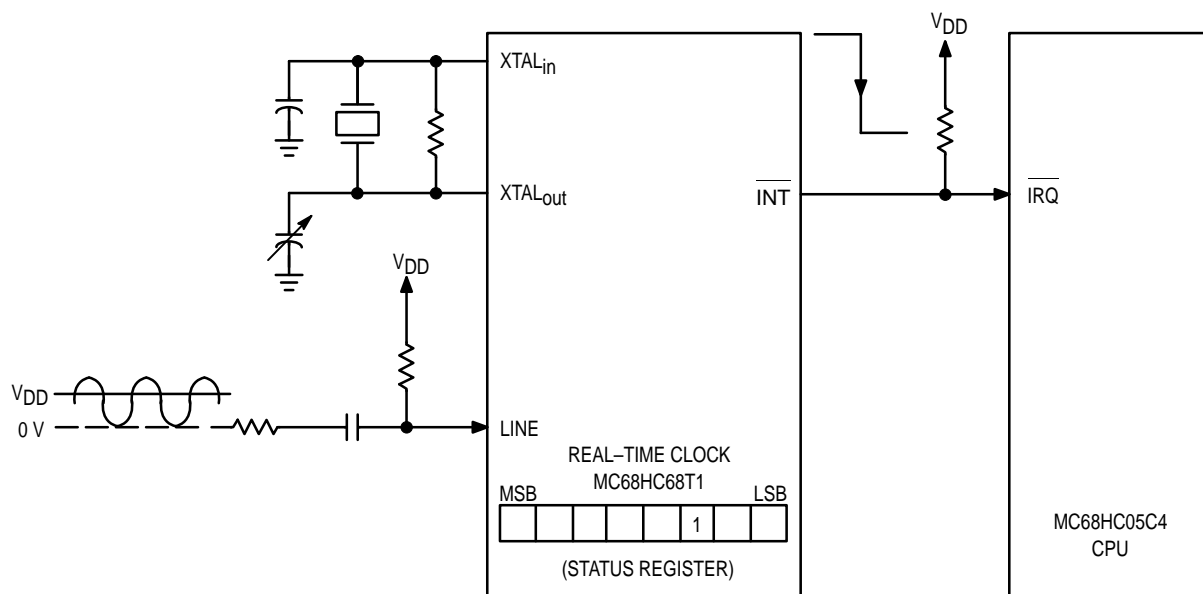 XTALin
XTALout
INT
VDD
IRQ
VDD
VDD
0 V
LINE
REAL–TIME CLOCK
MC68HC68T1
MSB LSB
1
(STATUS REGISTER)
MC68HC05C4
CPU